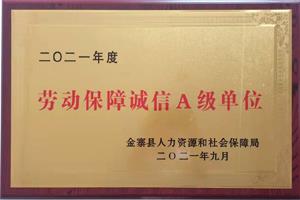 二〇二一年度
劳动保障诚信A级单位
金寨县人力资源和社会保障局
二〇二一年九月